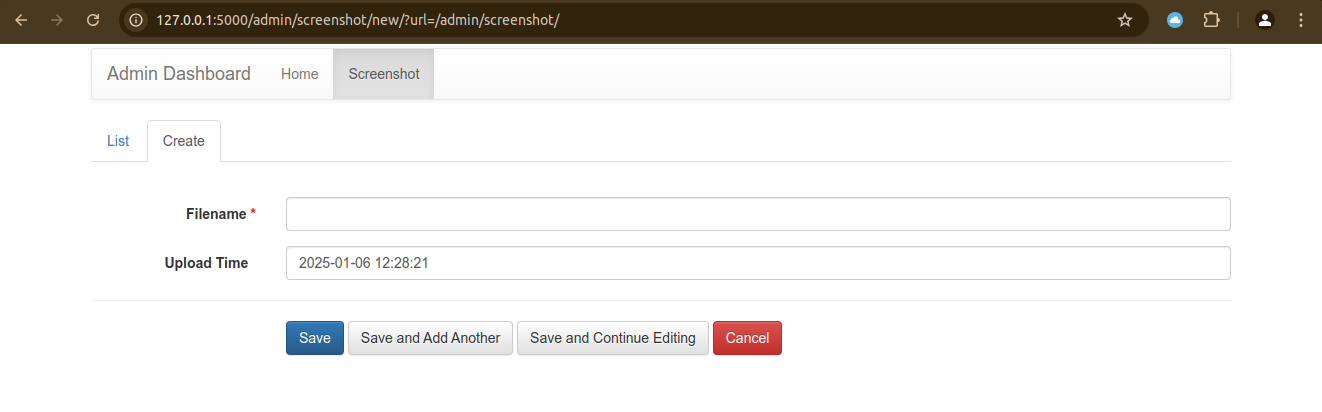 127.0.0.1:5000/admin/screenshot/new/?url=/admin/screenshot/
Admin Dashboard Home Screenshot
List Create
Filename *
Upload Time 2025-01-06 12:28:21
Save Save and Add Another Save and Continue Editing Cancel